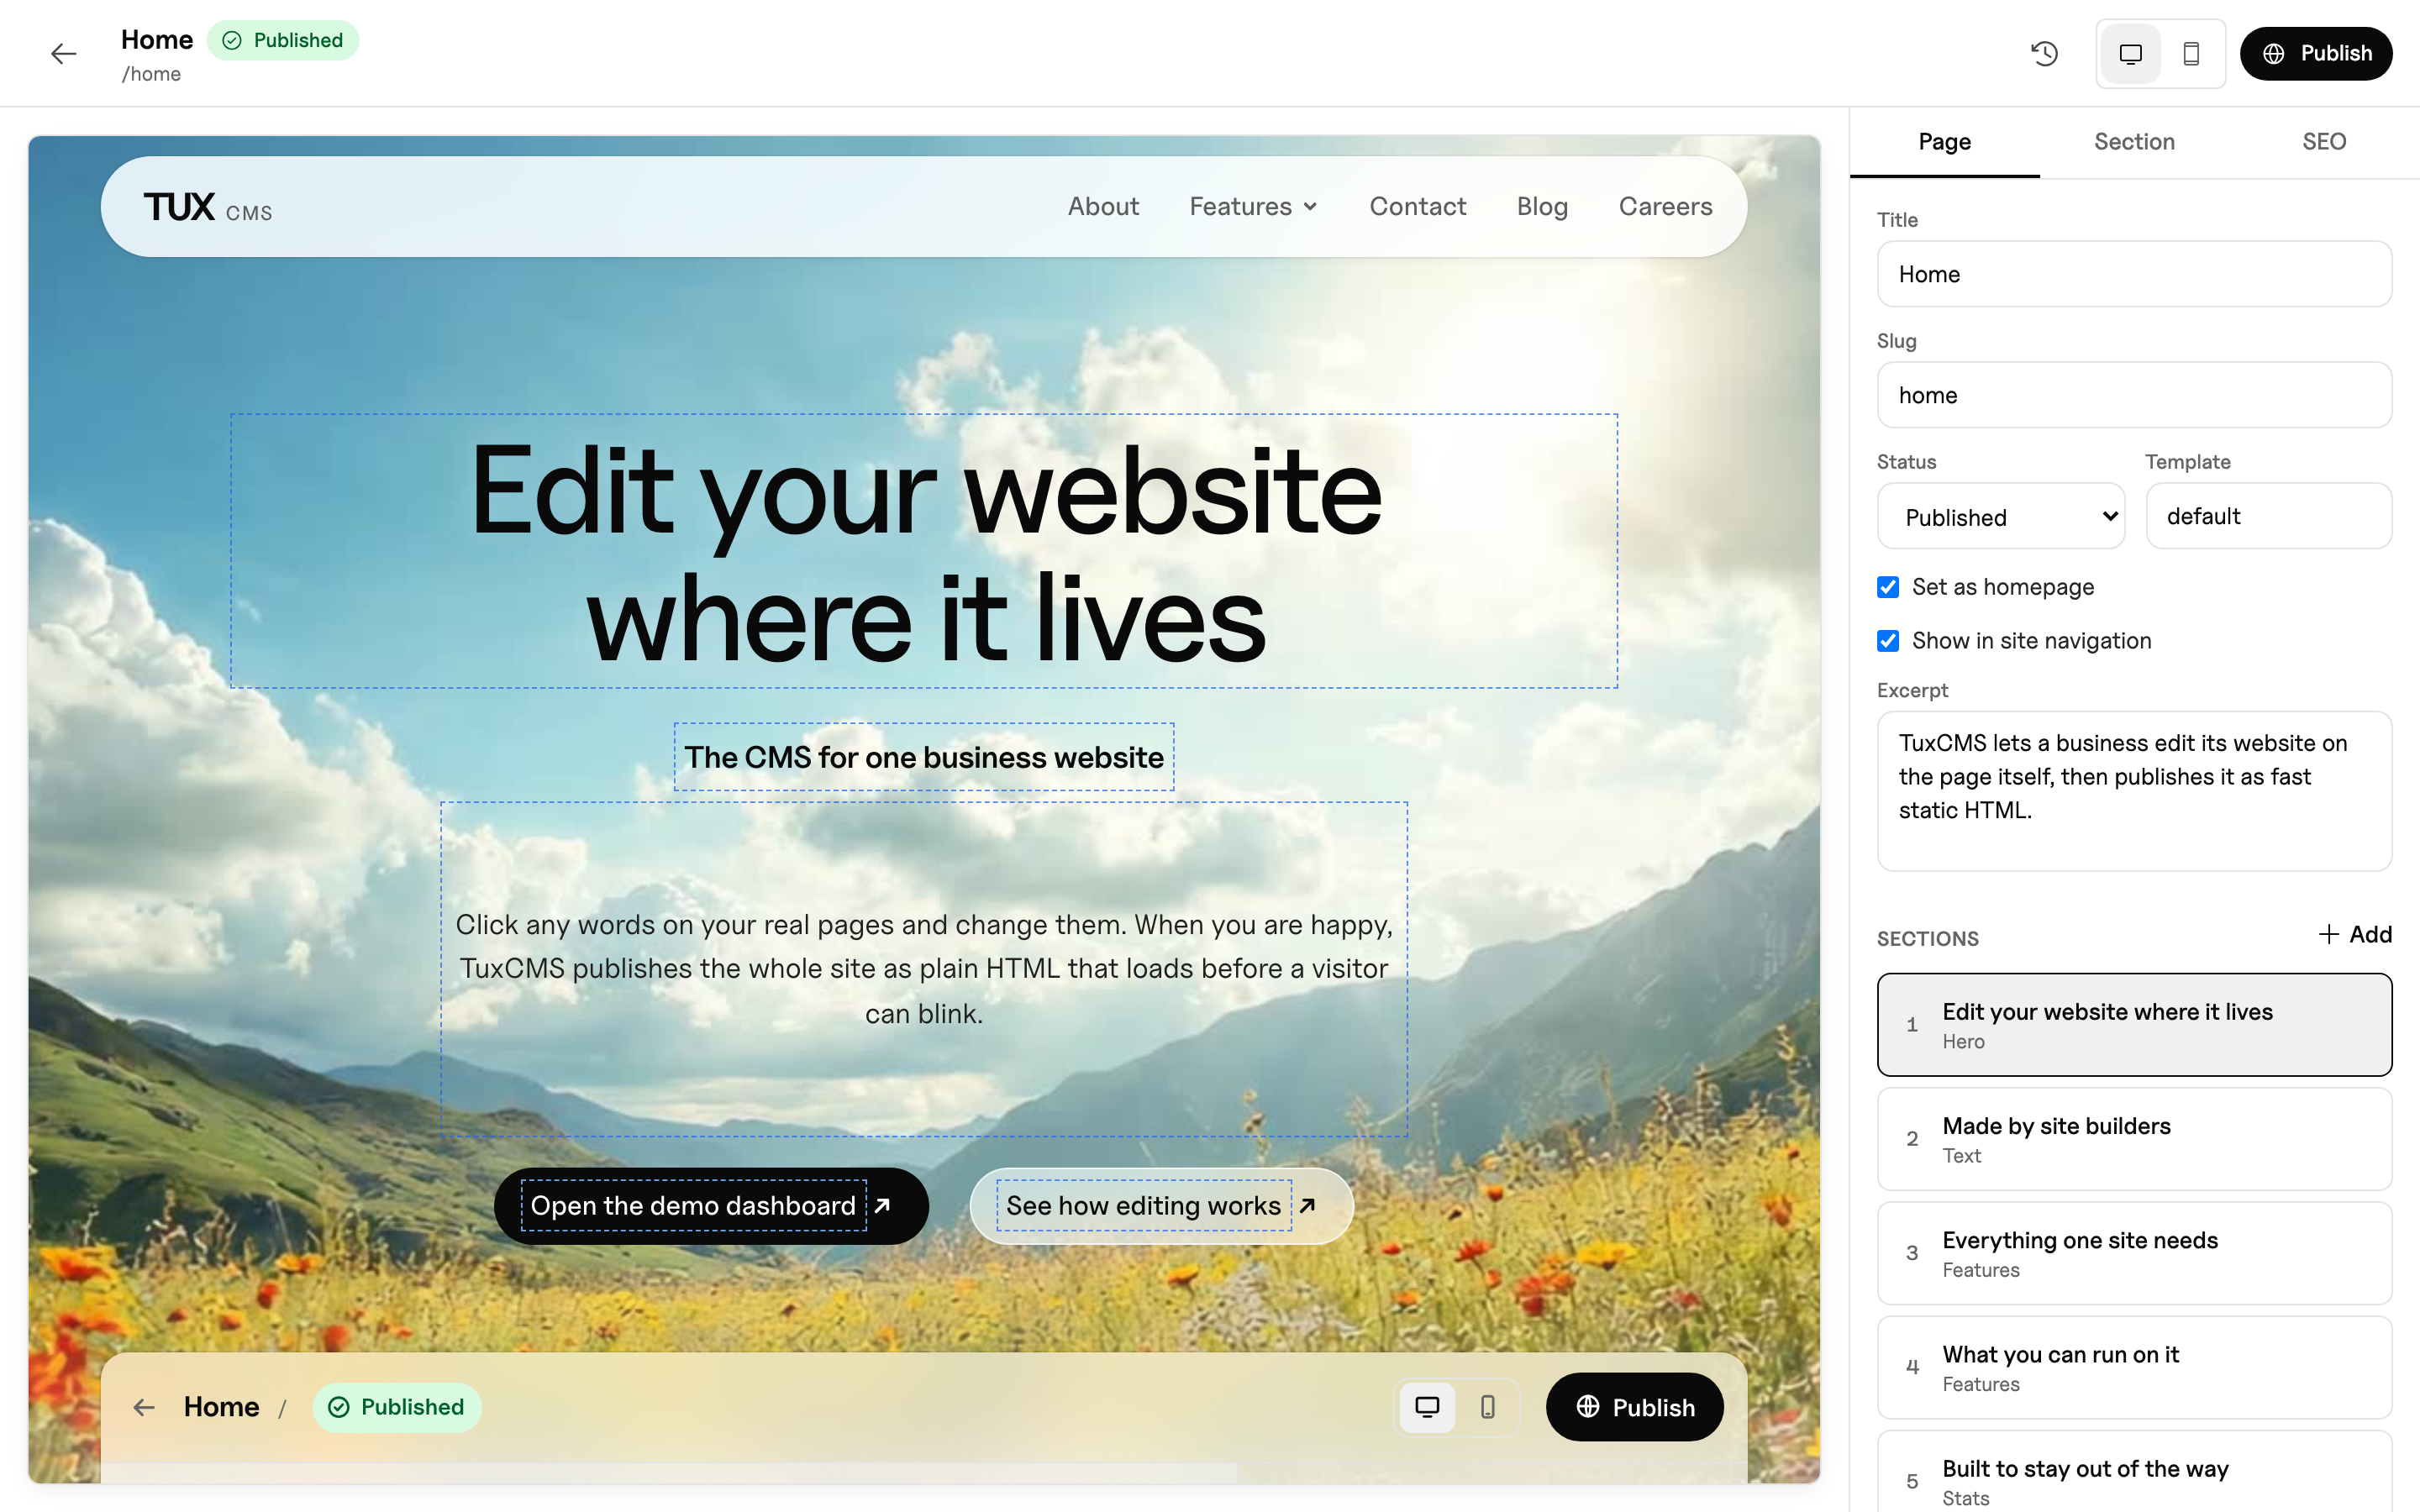 Home
Published
/home
Publish
TUX CMS
About
Features
Contact
Blog
Careers
Edit your website
where it lives
The CMS for one business website
Click any words on your real pages and change them. When you are happy,
TuxCMS publishes the whole site as plain HTML that loads before a visitor
can blink.
Open the demo dashboard
See how editing works
Home /
Published
Publish
Page
Section
SEO
Title
Home
Slug
home
Status
Template
Published
default
Set as homepage
Show in site navigation
Excerpt
TuxCMS lets a business edit its website on
the page itself, then publishes it as fast
static HTML.
SECTIONS
Add
1
Edit your website where it lives
Hero
2
Made by site builders
Text
3
Everything one site needs
Features
4
What you can run on it
Features
5
Built to stay out of the way
Stats